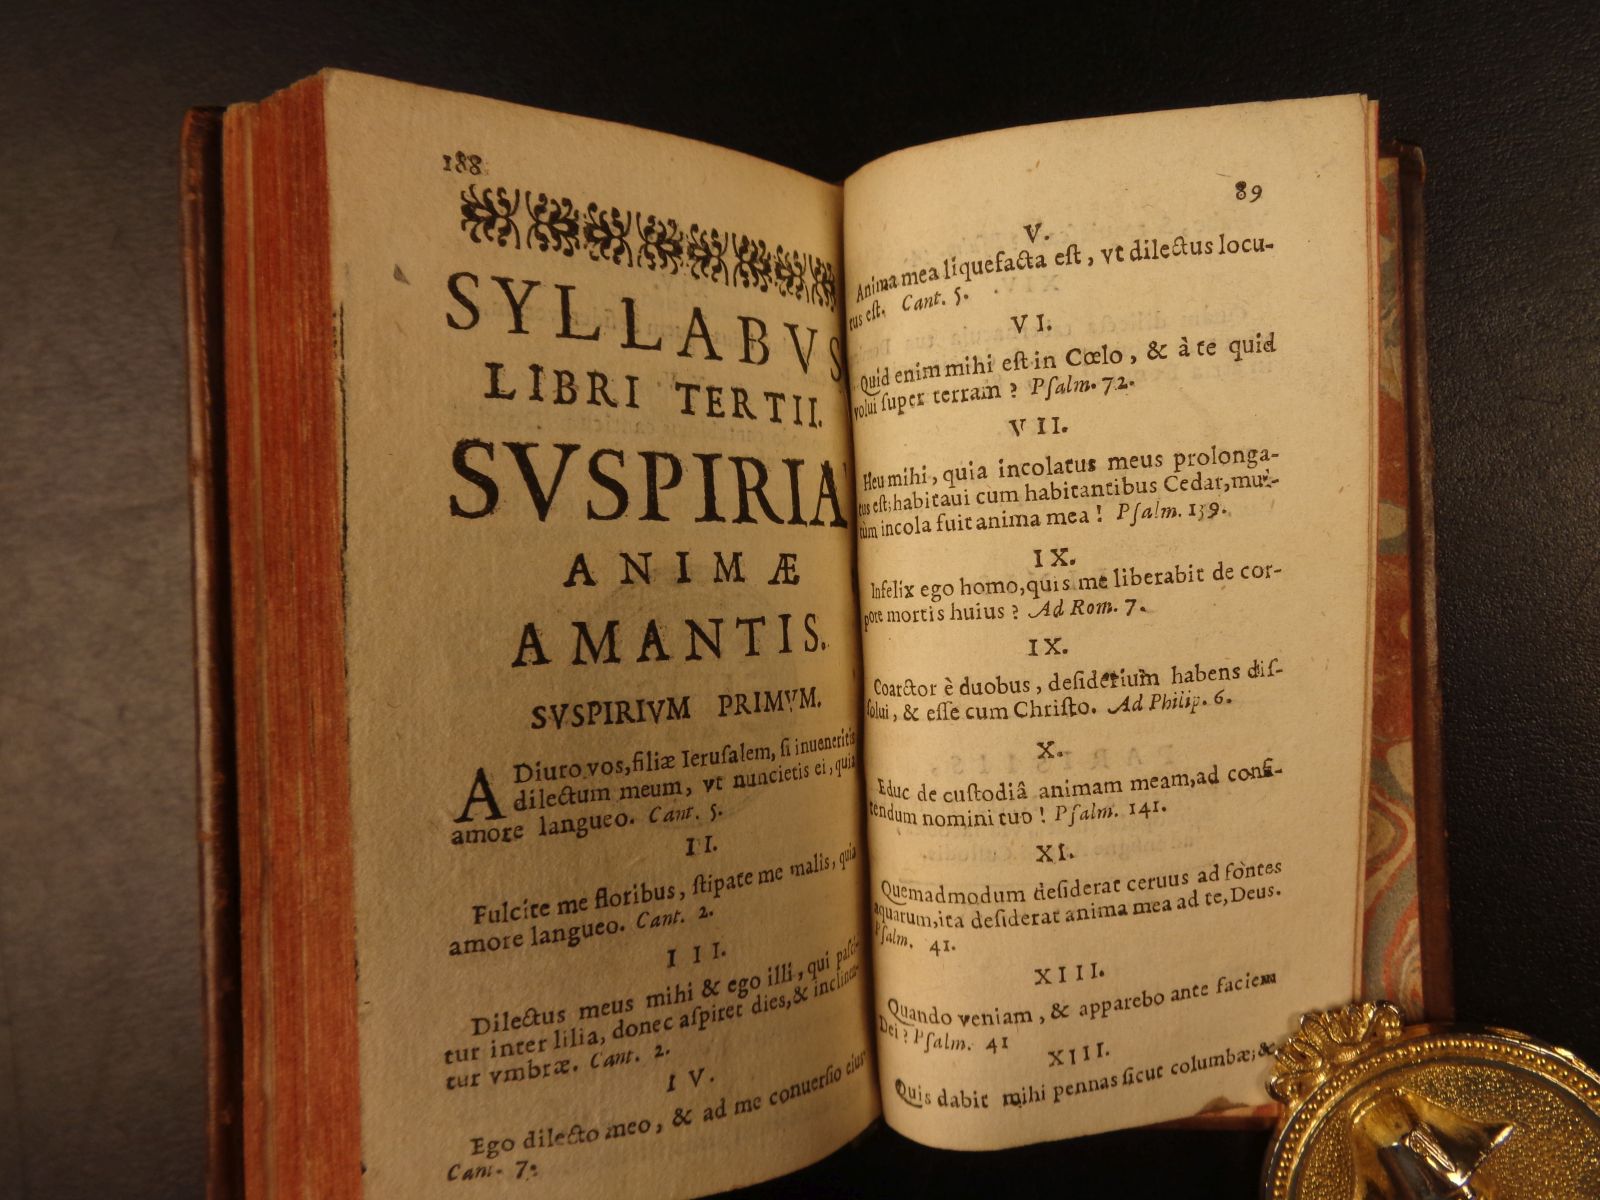 188
SYLLABVS
LIBRI TERTII.
SVSPIRIA
ANIMÆ
AMANTIS.
SVSPIRIVM PRIMVM.
ADiuro vos, filiæ Ieruſalem, ſi inueneritis
dilectum meum, vt nuncietis ei, quia
amore langueo. Cant. 5.
II.
Fulcite me floribus, ſtipate me malis, quia
amore langueo. Cant. 2.
III.
Dilectus meus mihi & ego illi, qui paſci-
tur inter lilia, donec aſpiret dies, & inclinen-
tur vmbræ. Cant. 2.
IV.
Ego dilecto meo, & ad me conuerſio eius
Cant. 7.
89
V.
Anima mea liquefacta eſt, vt dilectus locu-
tus eſt. Cant. 5.
VI.
Quid enim mihi eſt in Cœlo, & à te quid
volui ſuper terram? Pſalm. 72.
VII.
Heu mihi, quia incolatus meus prolonga-
tus eſt; habitaui cum habitantibus Cedar, mul-
tùm incola fuit anima mea! Pſalm. 139.
IX.
Infelix ego homo, quis me liberabit de cor-
pore mortis huius? Ad Rom. 7.
IX.
Coarctor è duobus, deſiderium habens diſ-
ſolui, & eſſe cum Chriſto. Ad Philip. 6.
X.
Educ de cuſtodiâ animam meam, ad confi-
tendum nomini tuo! Pſalm. 141.
XI.
Quemadmodum deſiderat ceruus ad fontes
aquarum, ita deſiderat anima mea ad te, Deus.
Pſalm. 41.
XIII.
Quando veniam, & apparebo ante faciem
Dei? Pſalm. 41
XIII.
Quis dabit mihi pennas ſicut columbæ; &